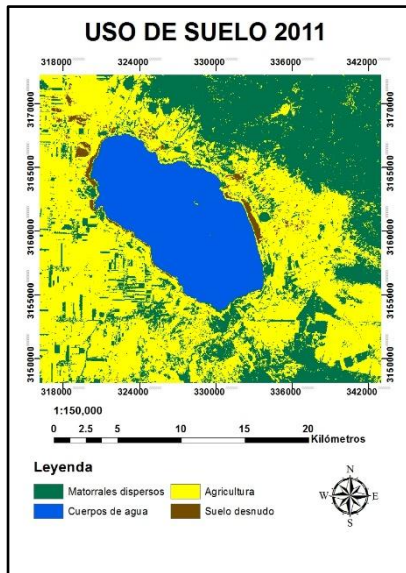 USO DE SUELO 2011
318000 324000 330000 336000 342000
3170000 3170000
3165000 3165000
3160000 3160000
3155000 3155000
3150000 3150000
318000 324000 330000 336000 342000
1:150,000
0 2.5 5 10 15 20
Kilómetros
Leyenda
Matorrales dispersos Agricultura
Cuerpos de agua Suelo desnudo
N
W E
S